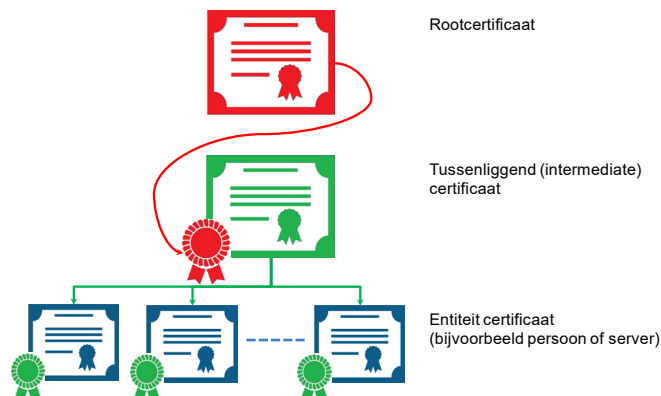 Rootcertificaat
Tussenliggend (intermediate)
certificaat
Entiteit certificaat
(bijvoorbeeld persoon of server)